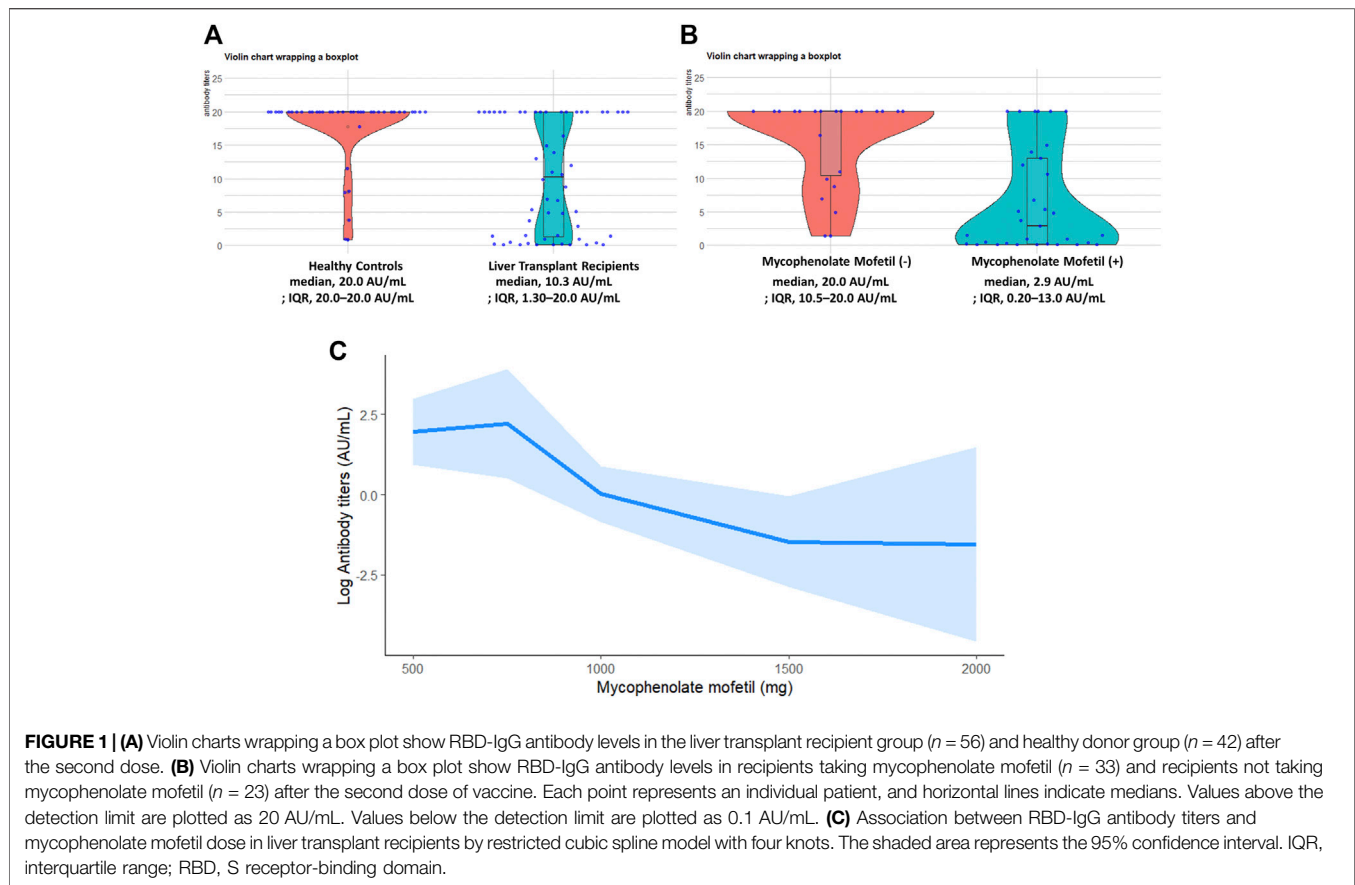 A
Violin chart wrapping a boxplot
antibody titers
25
20
15
10
5
0
Healthy Controls
median, 20.0 AU/mL
; IQR, 20.0–20.0 AU/mL
Liver Transplant Recipients
median, 10.3 AU/mL
; IQR, 1.30–20.0 AU/mL
B
Violin chart wrapping a boxplot
antibody titers
25
20
15
10
5
0
Mycophenolate Mofetil (-)
median, 20.0 AU/mL
; IQR, 10.5–20.0 AU/mL
Mycophenolate Mofetil (+)
median, 2.9 AU/mL
; IQR, 0.20–13.0 AU/mL
C
Log Antibody titers (AU/mL)
2.5
0.0
-2.5
500
1000
1500
2000
Mycophenolate mofetil (mg)
FIGURE 1 | (A) Violin charts wrapping a box plot show RBD-IgG antibody levels in the liver transplant recipient group (n = 56) and healthy donor group (n = 42) after
the second dose. (B) Violin charts wrapping a box plot show RBD-IgG antibody levels in recipients taking mycophenolate mofetil (n = 33) and recipients not taking
mycophenolate mofetil (n = 23) after the second dose of vaccine. Each point represents an individual patient, and horizontal lines indicate medians. Values above the
detection limit are plotted as 20 AU/mL. Values below the detection limit are plotted as 0.1 AU/mL. (C) Association between RBD-IgG antibody titers and
mycophenolate mofetil dose in liver transplant recipients by restricted cubic spline model with four knots. The shaded area represents the 95% confidence interval. IQR,
interquartile range; RBD, S receptor-binding domain.